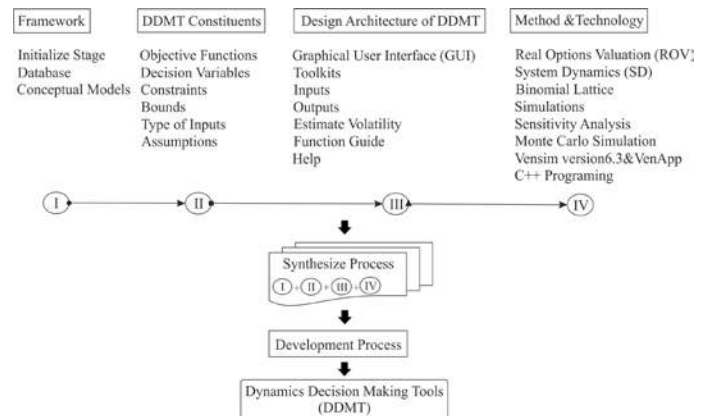 Framework
Initialize Stage
Database
Conceptual Models
DDMT Constituents
Objective Functions
Decision Variables
Constraints
Bounds
Type of Inputs
Assumptions
Design Architecture of DDMT
Graphical User Interface (GUI)
Toolkits
Inputs
Outputs
Estimate Volatility
Function Guide
Help
Method &Technology
Real Options Valuation (ROV)
System Dynamics (SD)
Binomial Lattice
Simulations
Sensitivity Analysis
Monte Carlo Simulation
Vensim version6.3&VenApp
C++ Programing
I II III IV
Synthesize Process
I + II + III + IV
Development Process
Dynamics Decision Making Tools
(DDMT)